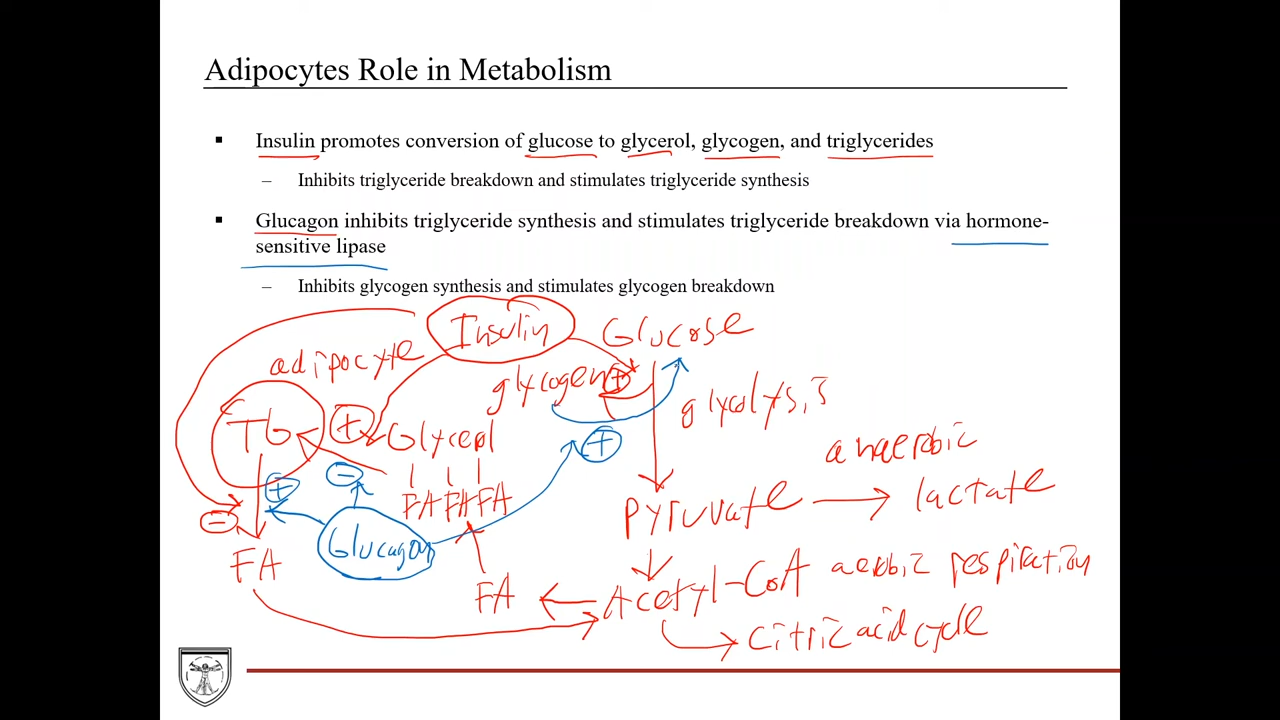 Adipocytes Role in Metabolism
▪ Insulin promotes conversion of glucose to glycerol, glycogen, and triglycerides
– Inhibits triglyceride breakdown and stimulates triglyceride synthesis
▪ Glucagon inhibits triglyceride synthesis and stimulates triglyceride breakdown via hormone-
sensitive lipase
– Inhibits glycogen synthesis and stimulates glycogen breakdown
Insulin Glucose
adipocyte
glycogen +
glycolysis
TG + Glycerol
+
anaerobic
+ −
FA FA FA
Pyruvate lactate
−
Glucagon
FA
FA Acetyl-CoA aerobic respiration
citric acid cycle